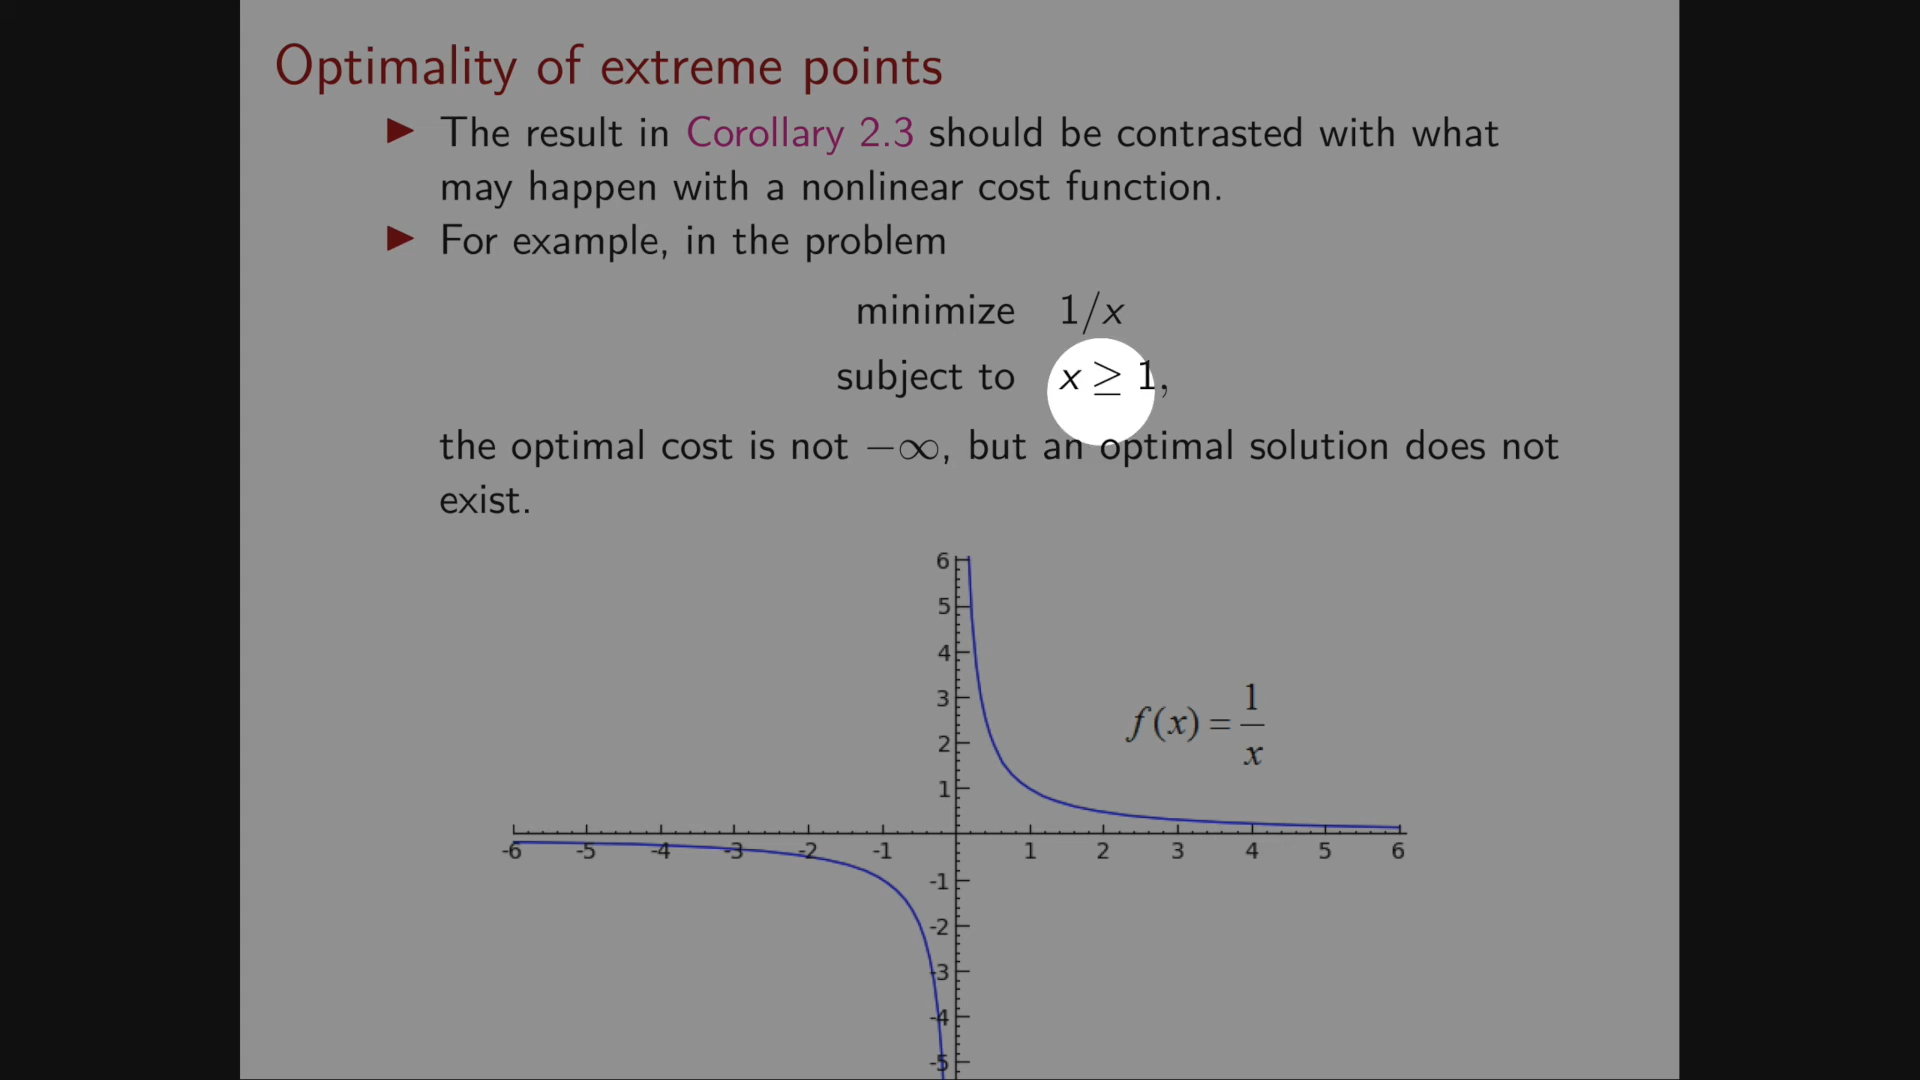 Optimality of extreme points
▶ The result in Corollary 2.3 should be contrasted with what
may happen with a nonlinear cost function.
▶ For example, in the problem
minimize 1/x
subject to x ≥ 1,
the optimal cost is not −∞, but an optimal solution does not
exist.
6
5
4
3
2
1
f(x) = 1/x
-6 -5 -4 -3 -2 -1 1 2 3 4 5 6
-1
-2
-3
-4
-5